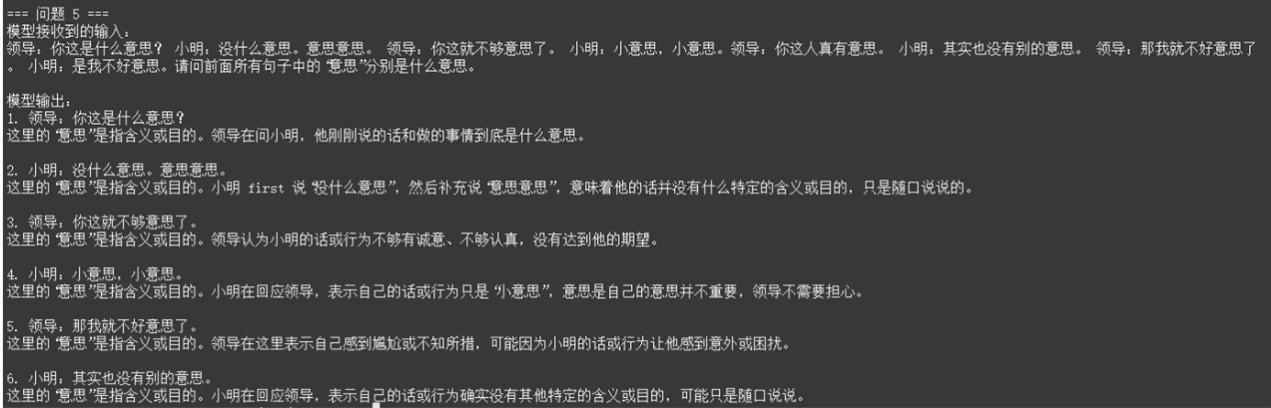 === 问题 5 ===
模型接收到的输入：
领导：你这是什么意思？ 小明：没什么意思。意思意思。 领导：你这就不够意思了。 小明：小意思，小意思。领导：你这人真有意思。 小明：其实也没有别的意思。 领导：那我就不好意思了
。 小明：是我不好意思。请问前面所有句子中的“意思”分别是什么意思。
模型输出：
1. 领导：你这是什么意思？
这里的“意思”是指含义或目的。领导在问小明，他刚刚说的话和做的事情到底是什么意思。
2. 小明：没什么意思。意思意思。
这里的“意思”是指含义或目的。小明 first 说“没什么意思”，然后补充说“意思意思”，意味着他的话并没有什么特定的含义或目的，只是随口说说的。
3. 领导：你这就不够意思了。
这里的“意思”是指含义或目的。领导认为小明的话或行为不够有诚意、不够认真，没有达到他的期望。
4. 小明：小意思，小意思。
这里的“意思”是指含义或目的。小明在回应领导，表示自己的话或行为只是“小意思”，意思是自己的意思并不重要，领导不需要担心。
5. 领导：那我就不好意思了。
这里的“意思”是指含义或目的。领导在这里表示自己感到尴尬或不知所措，可能因为小明的话或行为让他感到意外或困扰。
6. 小明：其实也没有别的意思。
这里的“意思”是指含义或目的。小明在回应领导，表示自己的话或行为确实没有其他特定的含义或目的，可能只是随口说说。